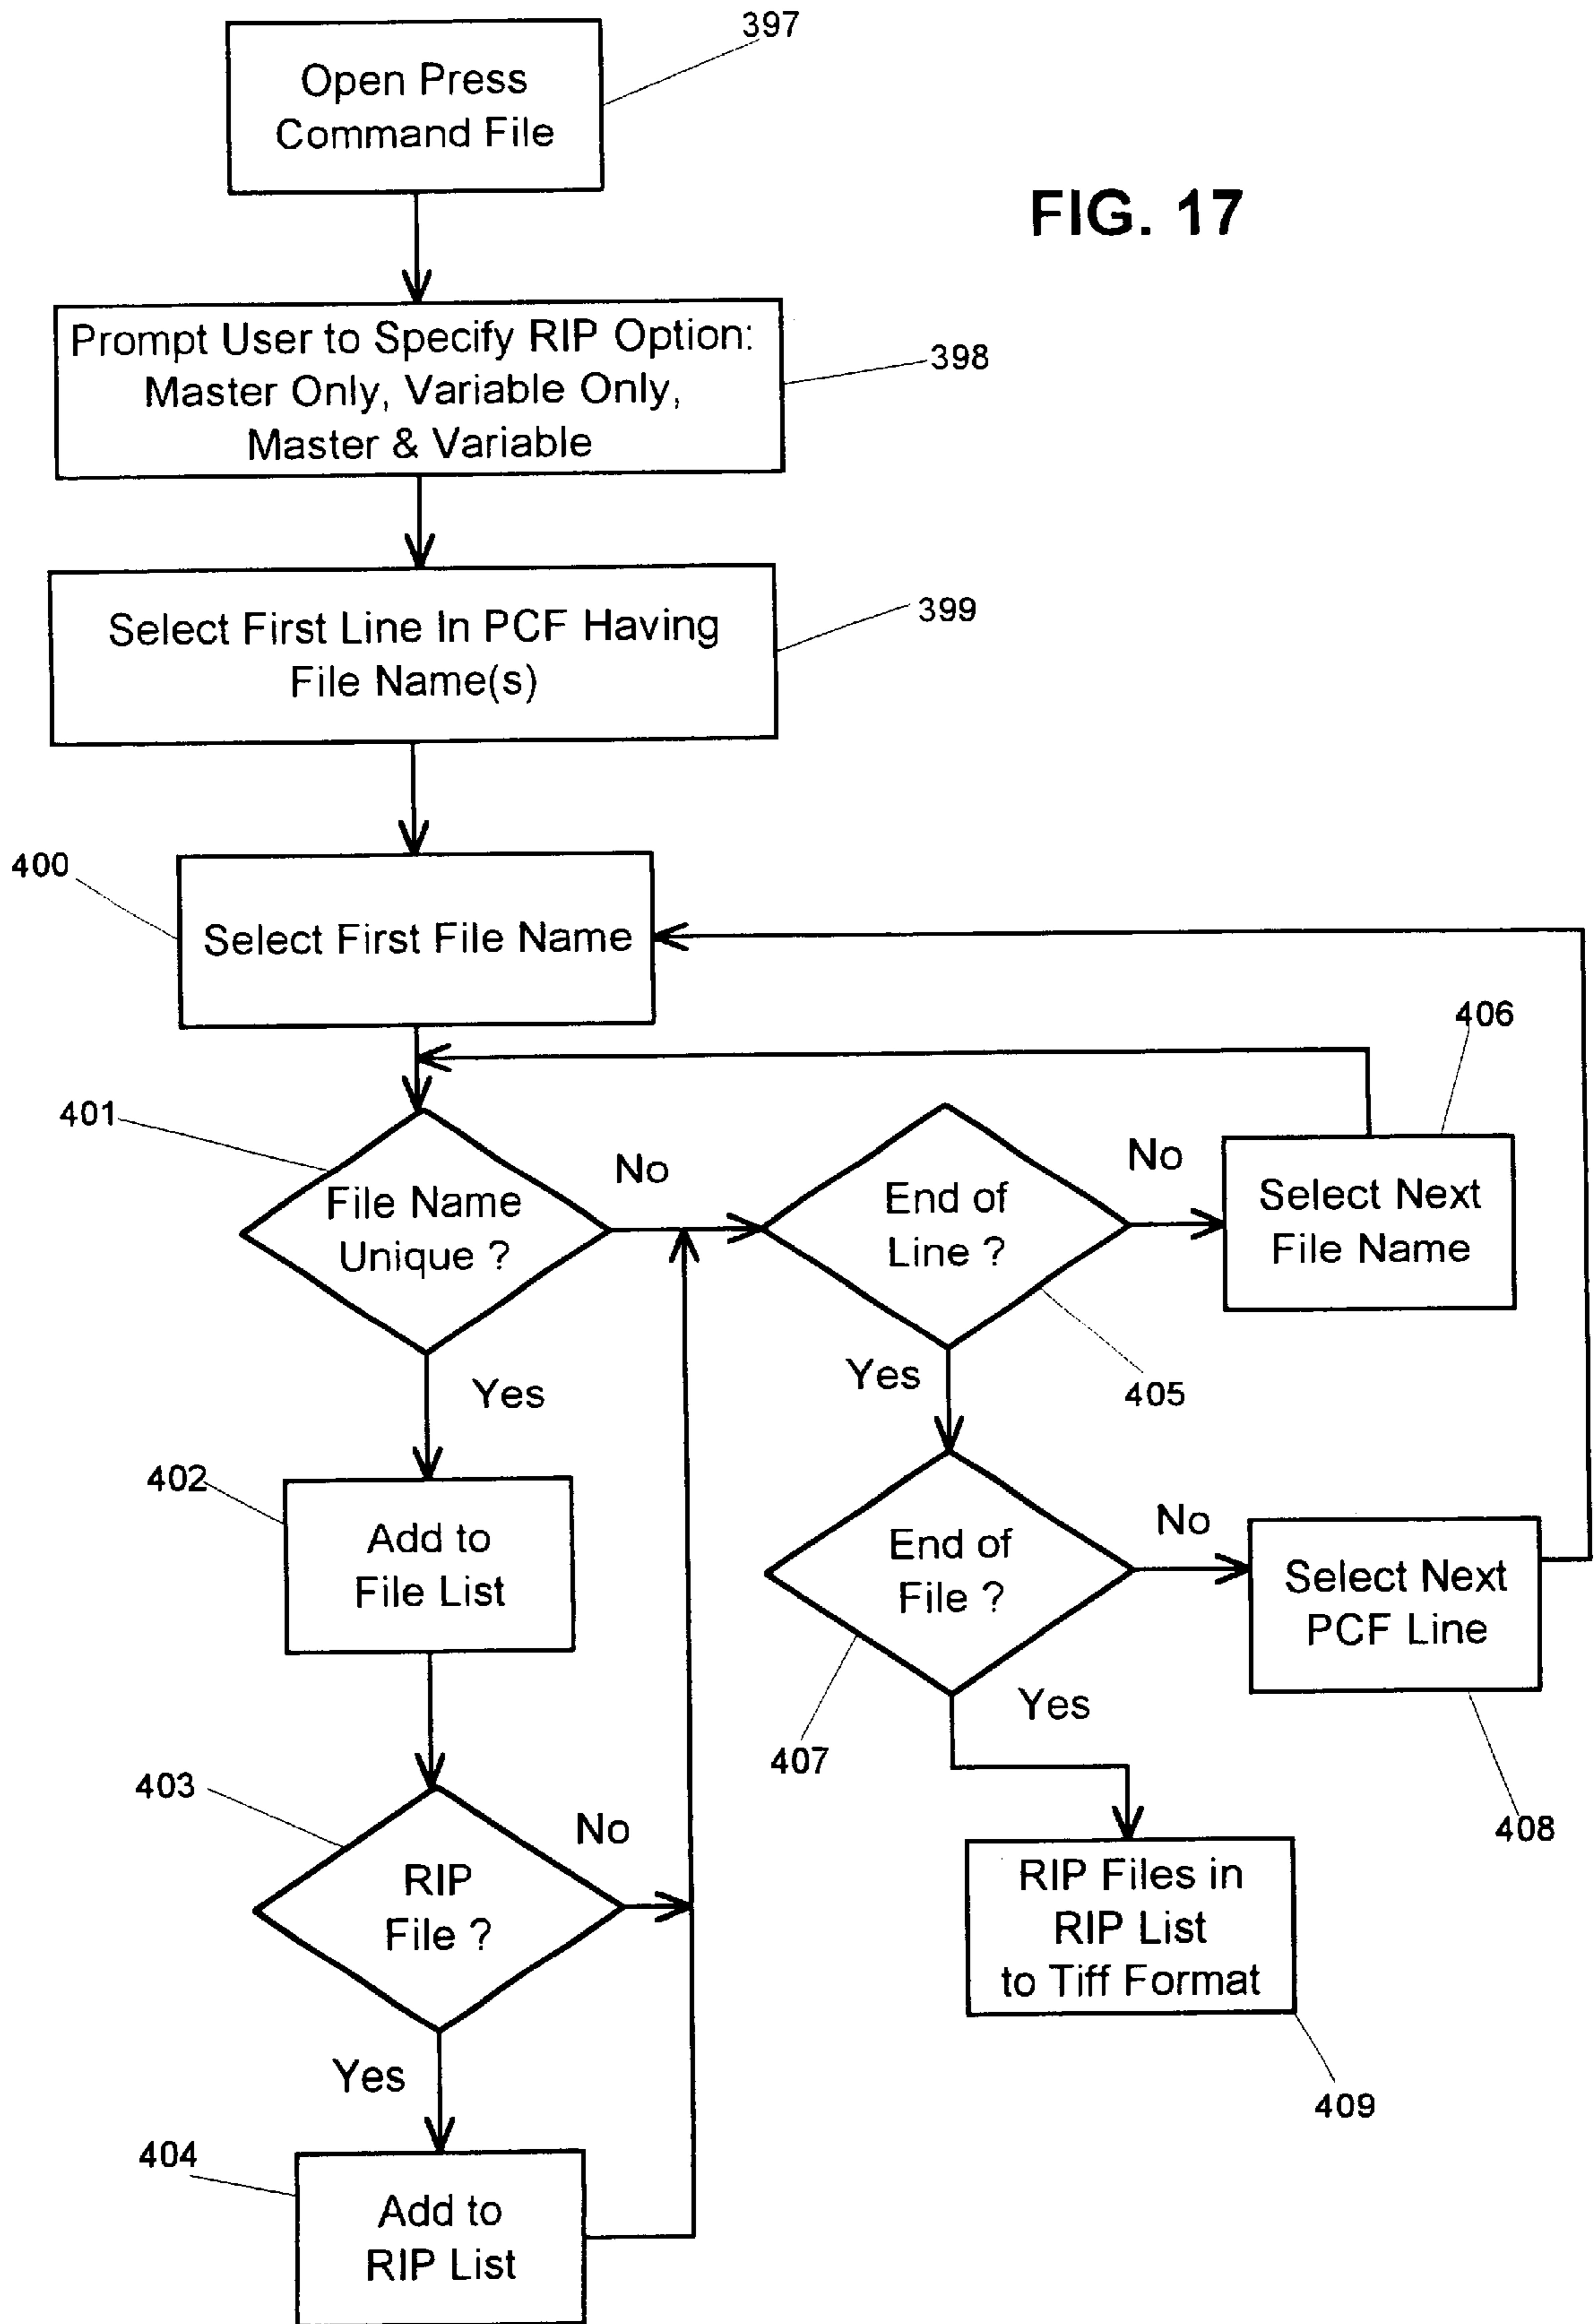 397
Open Press
Command File
FIG. 17
Prompt User to Specify RIP Option:
Master Only, Variable Only,
Master & Variable
398
Select First Line In PCF Having
File Name(s)
399
400
Select First File Name
406
401
File Name
Unique ?
No
End of
Line ?
No
Select Next
File Name
Yes
Yes
405
402
Add to
File List
End of
File ?
No
Select Next
PCF Line
Yes
407
408
403
RIP
File ?
No
RIP Files in
RIP List
to Tiff Format
Yes
409
404
Add to
RIP List